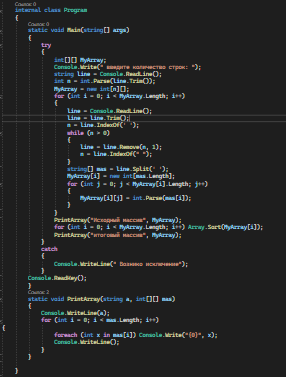 Ссылок: 0
internal class Program
{
Ссылок: 0
static void Main(string[] args)
{
try
{
int[][] MyArray;
Console.Write(" введите количество строк: ");
string line = Console.ReadLine();
int n = int.Parse(line.Trim());
MyArray = new int[n][];
for (int i = 0; i < MyArray.Length; i++)
{
line = Console.ReadLine();
line = line.Trim();
n = line.IndexOf(" ");
while (n > 0)
{
line = line.Remove(n, 1);
n = line.IndexOf(" ");
}
string[] mas = line.Split(' ');
MyArray[i] = new int[mas.Length];
for (int j = 0; j < MyArray[i].Length; j++)
{
MyArray[i][j] = int.Parse(mas[j]);
}
}
PrintArray("Исходный массив", MyArray);
for (int i = 0; i < MyArray.Length; i++) Array.Sort(MyArray[i]);
PrintArray("итоговый массив", MyArray);
}
catch
{
Console.WriteLine(" Возникло исключение");
}
Console.ReadKey();
}
Ссылок: 2
static void PrintArray(string a, int[][] mas)
{
Console.WriteLine(a);
for (int i = 0; i < mas.Length; i++)
{
foreach (int x in mas[i]) Console.Write("{0}", x);
Console.WriteLine();
}
}
}